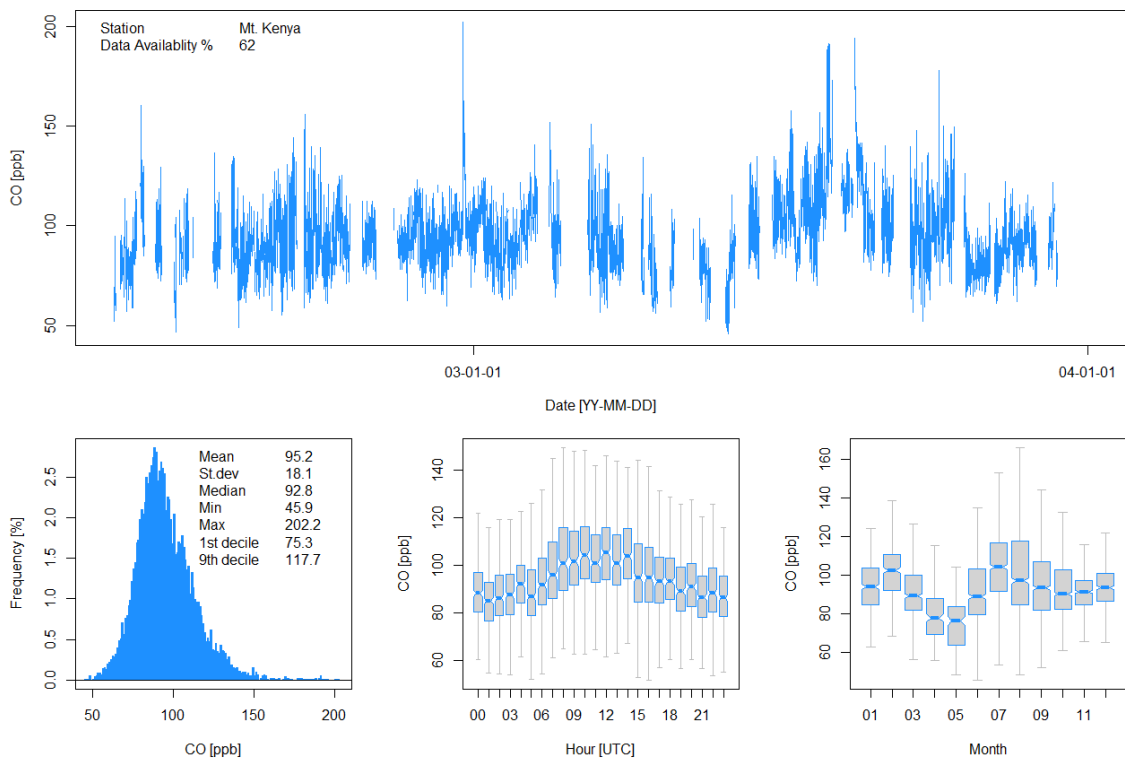 Station Mt. Kenya
Data Availablity % 62
CO [ppb]
200
150
100
50
03-01-01 04-01-01
Date [YY-MM-DD]
Frequency [%]
2.5
2.0
1.5
1.0
0.5
0.0
Mean 95.2
St.dev 18.1
Median 92.8
Min 45.9
Max 202.2
1st decile 75.3
9th decile 117.7
50 100 150 200
CO [ppb]
CO [ppb]
140
120
100
80
60
00 03 06 09 12 15 18 21
Hour [UTC]
CO [ppb]
160
140
120
100
80
60
01 03 05 07 09 11
Month